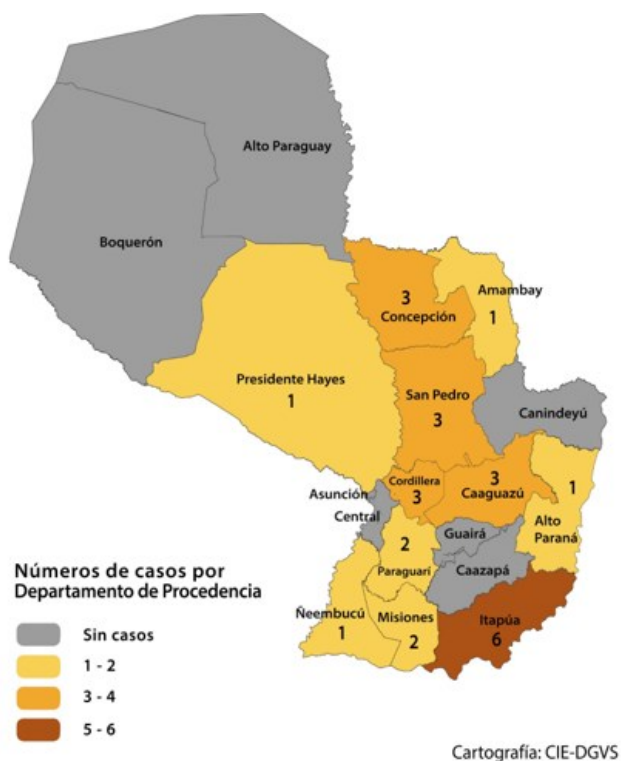 Alto Paraguay
Boquerón
3
Concepción
Amambay
1
Presidente Hayes
1
San Pedro
3
Canindeyú
Cordillera
3
3
Caaguazú
1
Alto
Paraná
Asunción
Central
Guairá
Caazapá
2
Paraguarí
Ñeembucú
1
Misiones
2
Itapúa
6
Números de casos por
Departamento de Procedencia
Sin casos
1 - 2
3 - 4
5 - 6
Cartografía: CIE-DGVS